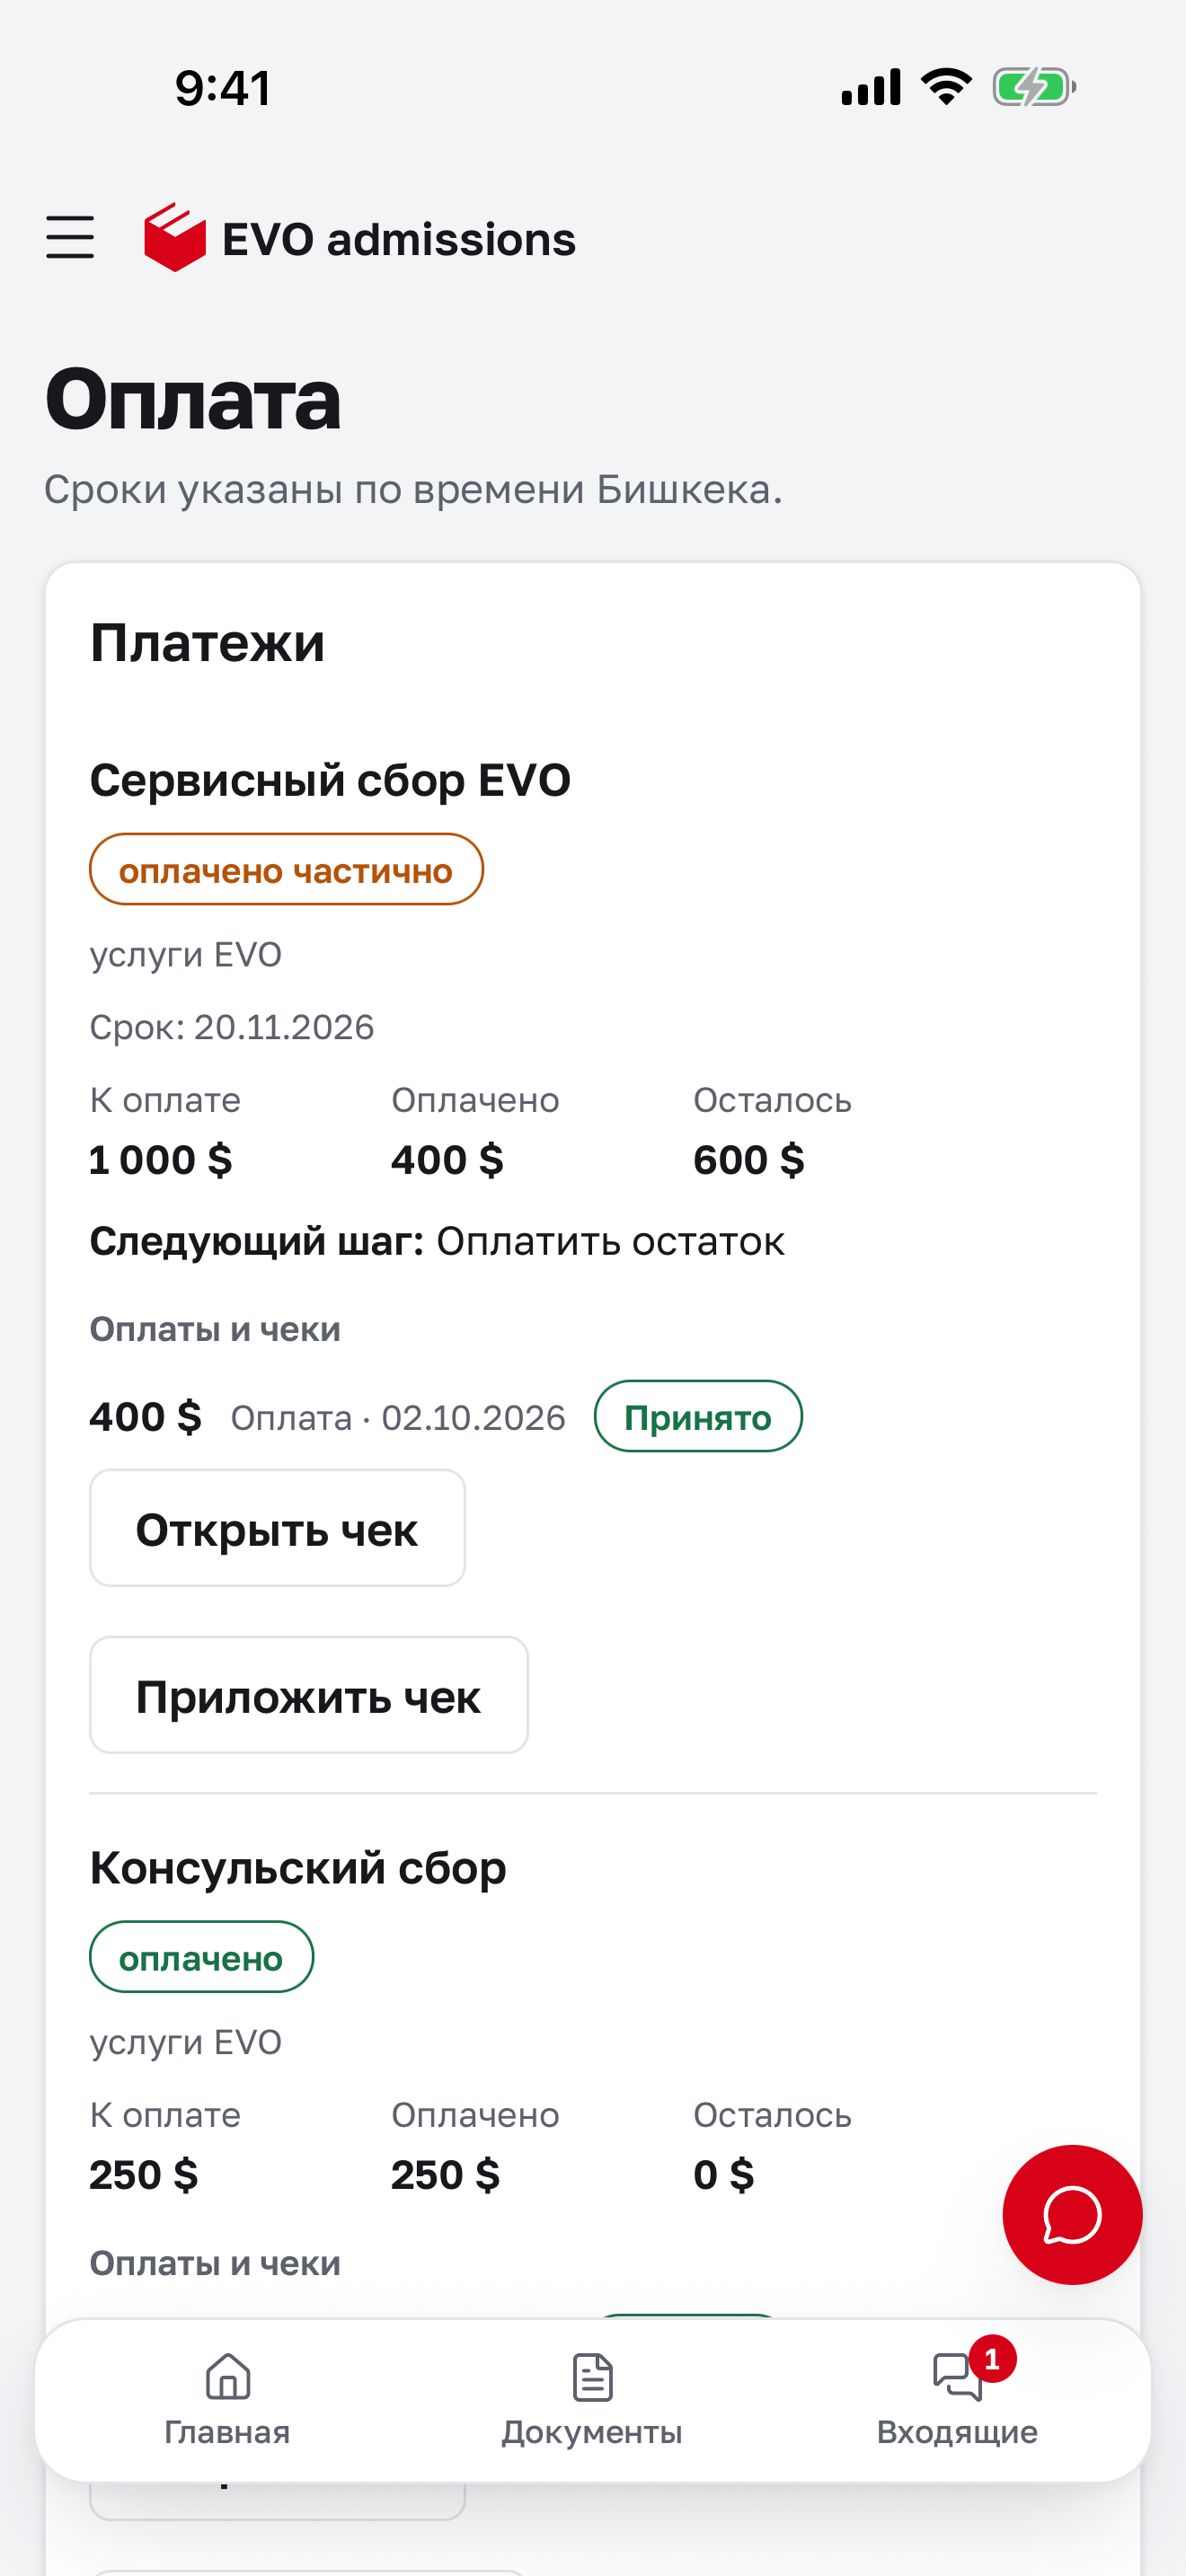 9:41
EVO admissions
Оплата
Сроки указаны по времени Бишкека.
Платежи
Сервисный сбор EVO
оплачено частично
услуги EVO
Срок: 20.11.2026
К оплате Оплачено Осталось
1 000 $ 400 $ 600 $
Следующий шаг: Оплатить остаток
Оплаты и чеки
400 $ Оплата · 02.10.2026 Принято
Открыть чек
Приложить чек
Консульский сбор
оплачено
услуги EVO
К оплате Оплачено Осталось
250 $ 250 $ 0 $
Оплаты и чеки
1
Главная Документы Входящие